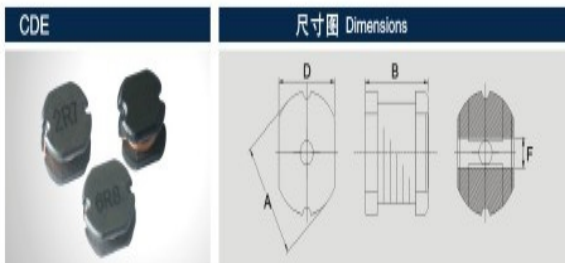 CDE
尺寸图 Dimensions
2R7
6R8
D
B
A
F